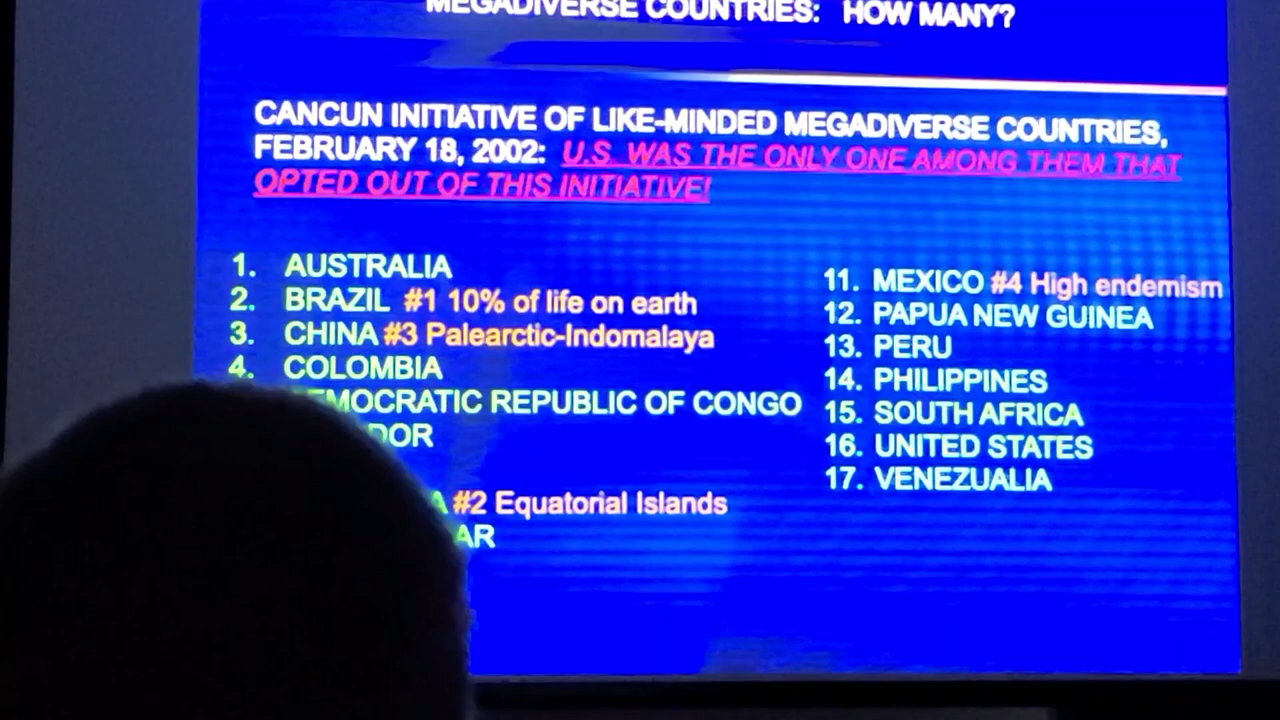 MEGADIVERSE COUNTRIES: HOW MANY?
CANCUN INITIATIVE OF LIKE-MINDED MEGADIVERSE COUNTRIES,
FEBRUARY 18, 2002: U.S. WAS THE ONLY ONE AMONG THEM THAT
OPTED OUT OF THIS INITIATIVE!
1. AUSTRALIA
2. BRAZIL #1 10% of life on earth
3. CHINA #3 Palearctic-Indomalaya
4. COLOMBIA
EMOCRATIC REPUBLIC OF CONGO
DOR
A #2 Equatorial Islands
AR
11. MEXICO #4 High endemism
12. PAPUA NEW GUINEA
13. PERU
14. PHILIPPINES
15. SOUTH AFRICA
16. UNITED STATES
17. VENEZUALIA